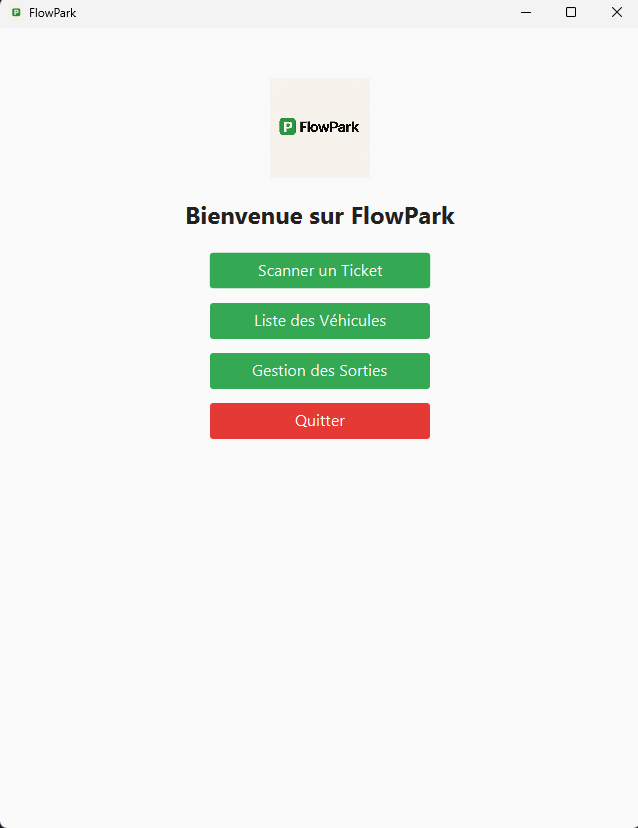 FlowPark
P FlowPark
Bienvenue sur FlowPark
Scanner un Ticket
Liste des Véhicules
Gestion des Sorties
Quitter